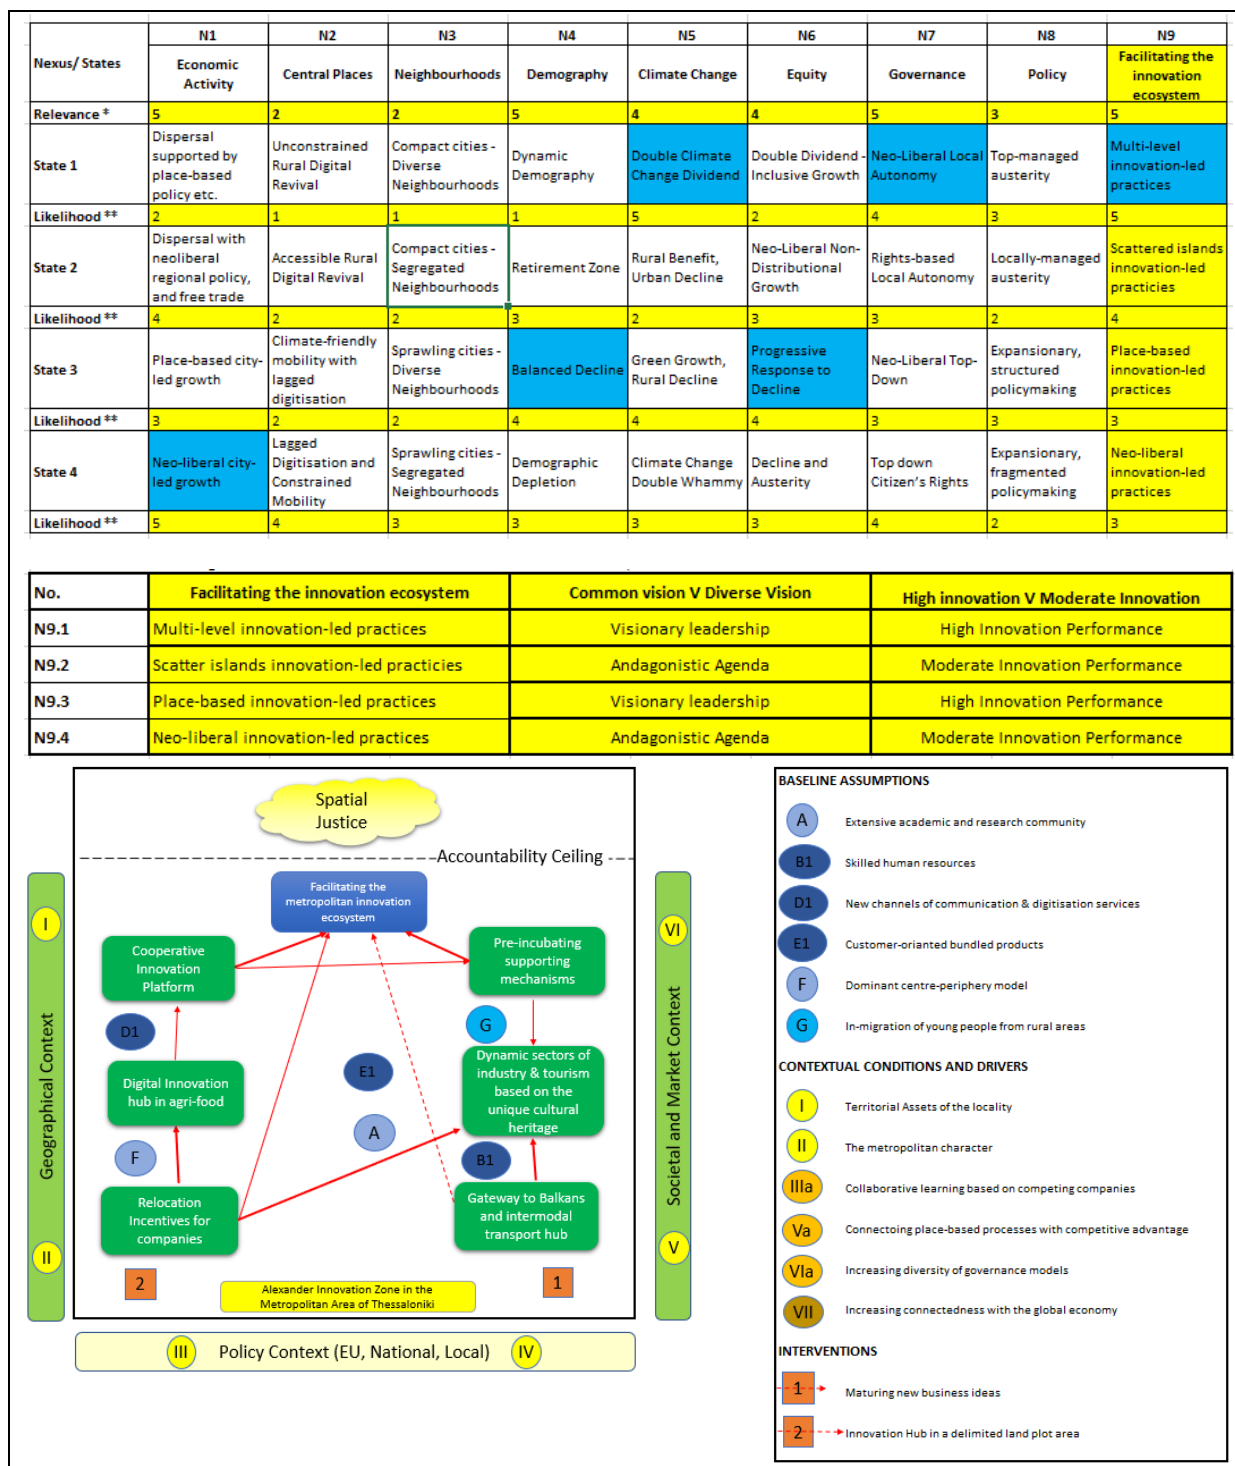 N1 N2 N3 N4 N5 N6 N7 N8 N9
Nexus/ States
Economic
Activity
Central Places
Neighbourhoods
Demography
Climate Change
Equity
Governance
Policy
Facilitating the
innovation
ecosystem
Relevance * 5 2 2 5 4 4 5 3 5
State 1
Dispersal
supported by
place-based
policy etc.
Unconstrained
Rural Digital
Revival
Compact cities -
Diverse
Neighbourhoods
Dynamic
Demography
Double Climate
Change Dividend
Double Dividend -
Inclusive Growth
Neo-Liberal Local
Autonomy
Top-managed
austerity
Multi-level
innovation-led
practices
Likelihood ** 2 1 1 1 5 2 4 3 5
State 2
Dispersal with
neoliberal
regional policy,
and free trade
Accessible Rural
Digital Revival
Compact cities -
Segregated
Neighbourhoods
Retirement Zone
Rural Benefit,
Urban Decline
Neo-Liberal Non-
Distributional
Growth
Rights-based
Local Autonomy
Locally-managed
austerity
Scattered islands
innovation-led
practicies
Likelihood ** 4 2 2 3 2 3 3 2 4
State 3
Place-based city-
led growth
Climate-friendly
mobility with
lagged
digitisation
Sprawling cities -
Diverse
Neighbourhoods
Balanced Decline
Green Growth,
Rural Decline
Progressive
Response to
Decline
Neo-Liberal Top-
Down
Expansionary,
structured
policymaking
Place-based
innovation-led
practices
Likelihood ** 3 2 2 4 4 4 3 3 3
State 4
Neo-liberal city-
led growth
Lagged
Digitisation and
Constrained
Mobility
Sprawling cities -
Segregated
Neighbourhoods
Demographic
Depletion
Climate Change
Double Whammy
Decline and
Austerity
Top down
Citizen's Rights
Expansionary,
fragmented
policymaking
Neo-liberal
innovation-led
practices
Likelihood ** 5 4 3 3 3 3 4 2 3
No. Facilitating the innovation ecosystem Common vision V Diverse Vision High innovation V Moderate Innovation
N9.1 Multi-level innovation-led practices Visionary leadership High Innovation Performance
N9.2 Scatter islands innovation-led practicies Andagonistic Agenda Moderate Innovation Performance
N9.3 Place-based innovation-led practices Visionary leadership High Innovation Performance
N9.4 Neo-liberal innovation-led practices Andagonistic Agenda Moderate Innovation Performance
Spatial
Justice
Accountability Ceiling
Facilitating the
metropolitan innovation
ecosystem
Cooperative
Innovation
Platform
Pre-incubating
supporting
mechanisms
D1
G
Digital Innovation
hub in agri-food
E1
Dynamic sectors of
industry & tourism
based on the
unique cultural
heritage
A
F
B1
Relocation
Incentives for
companies
Gateway to Balkans
and intermodal
transport hub
2
1
Alexander Innovation Zone in the
Metropolitan Area of Thessaloniki
I
Geographical Context
II
VI
Societal and Market Context
V
III Policy Context (EU, National, Local) IV
BASELINE ASSUMPTIONS
A Extensive academic and research community
B1 Skilled human resources
D1 New channels of communication & digitisation services
E1 Customer-orianted bundled products
F Dominant centre-periphery model
G In-migration of young people from rural areas
CONTEXTUAL CONDITIONS AND DRIVERS
I Territorial Assets of the locality
II The metropolitan character
IIIa Collaborative learning based on competing companies
Va Connectoing place-based processes with competitive advantage
VIa Increasing diversity of governance models
VII Increasing connectedness with the global economy
INTERVENTIONS
1 Maturing new business ideas
2 Innovation Hub in a delimited land plot area